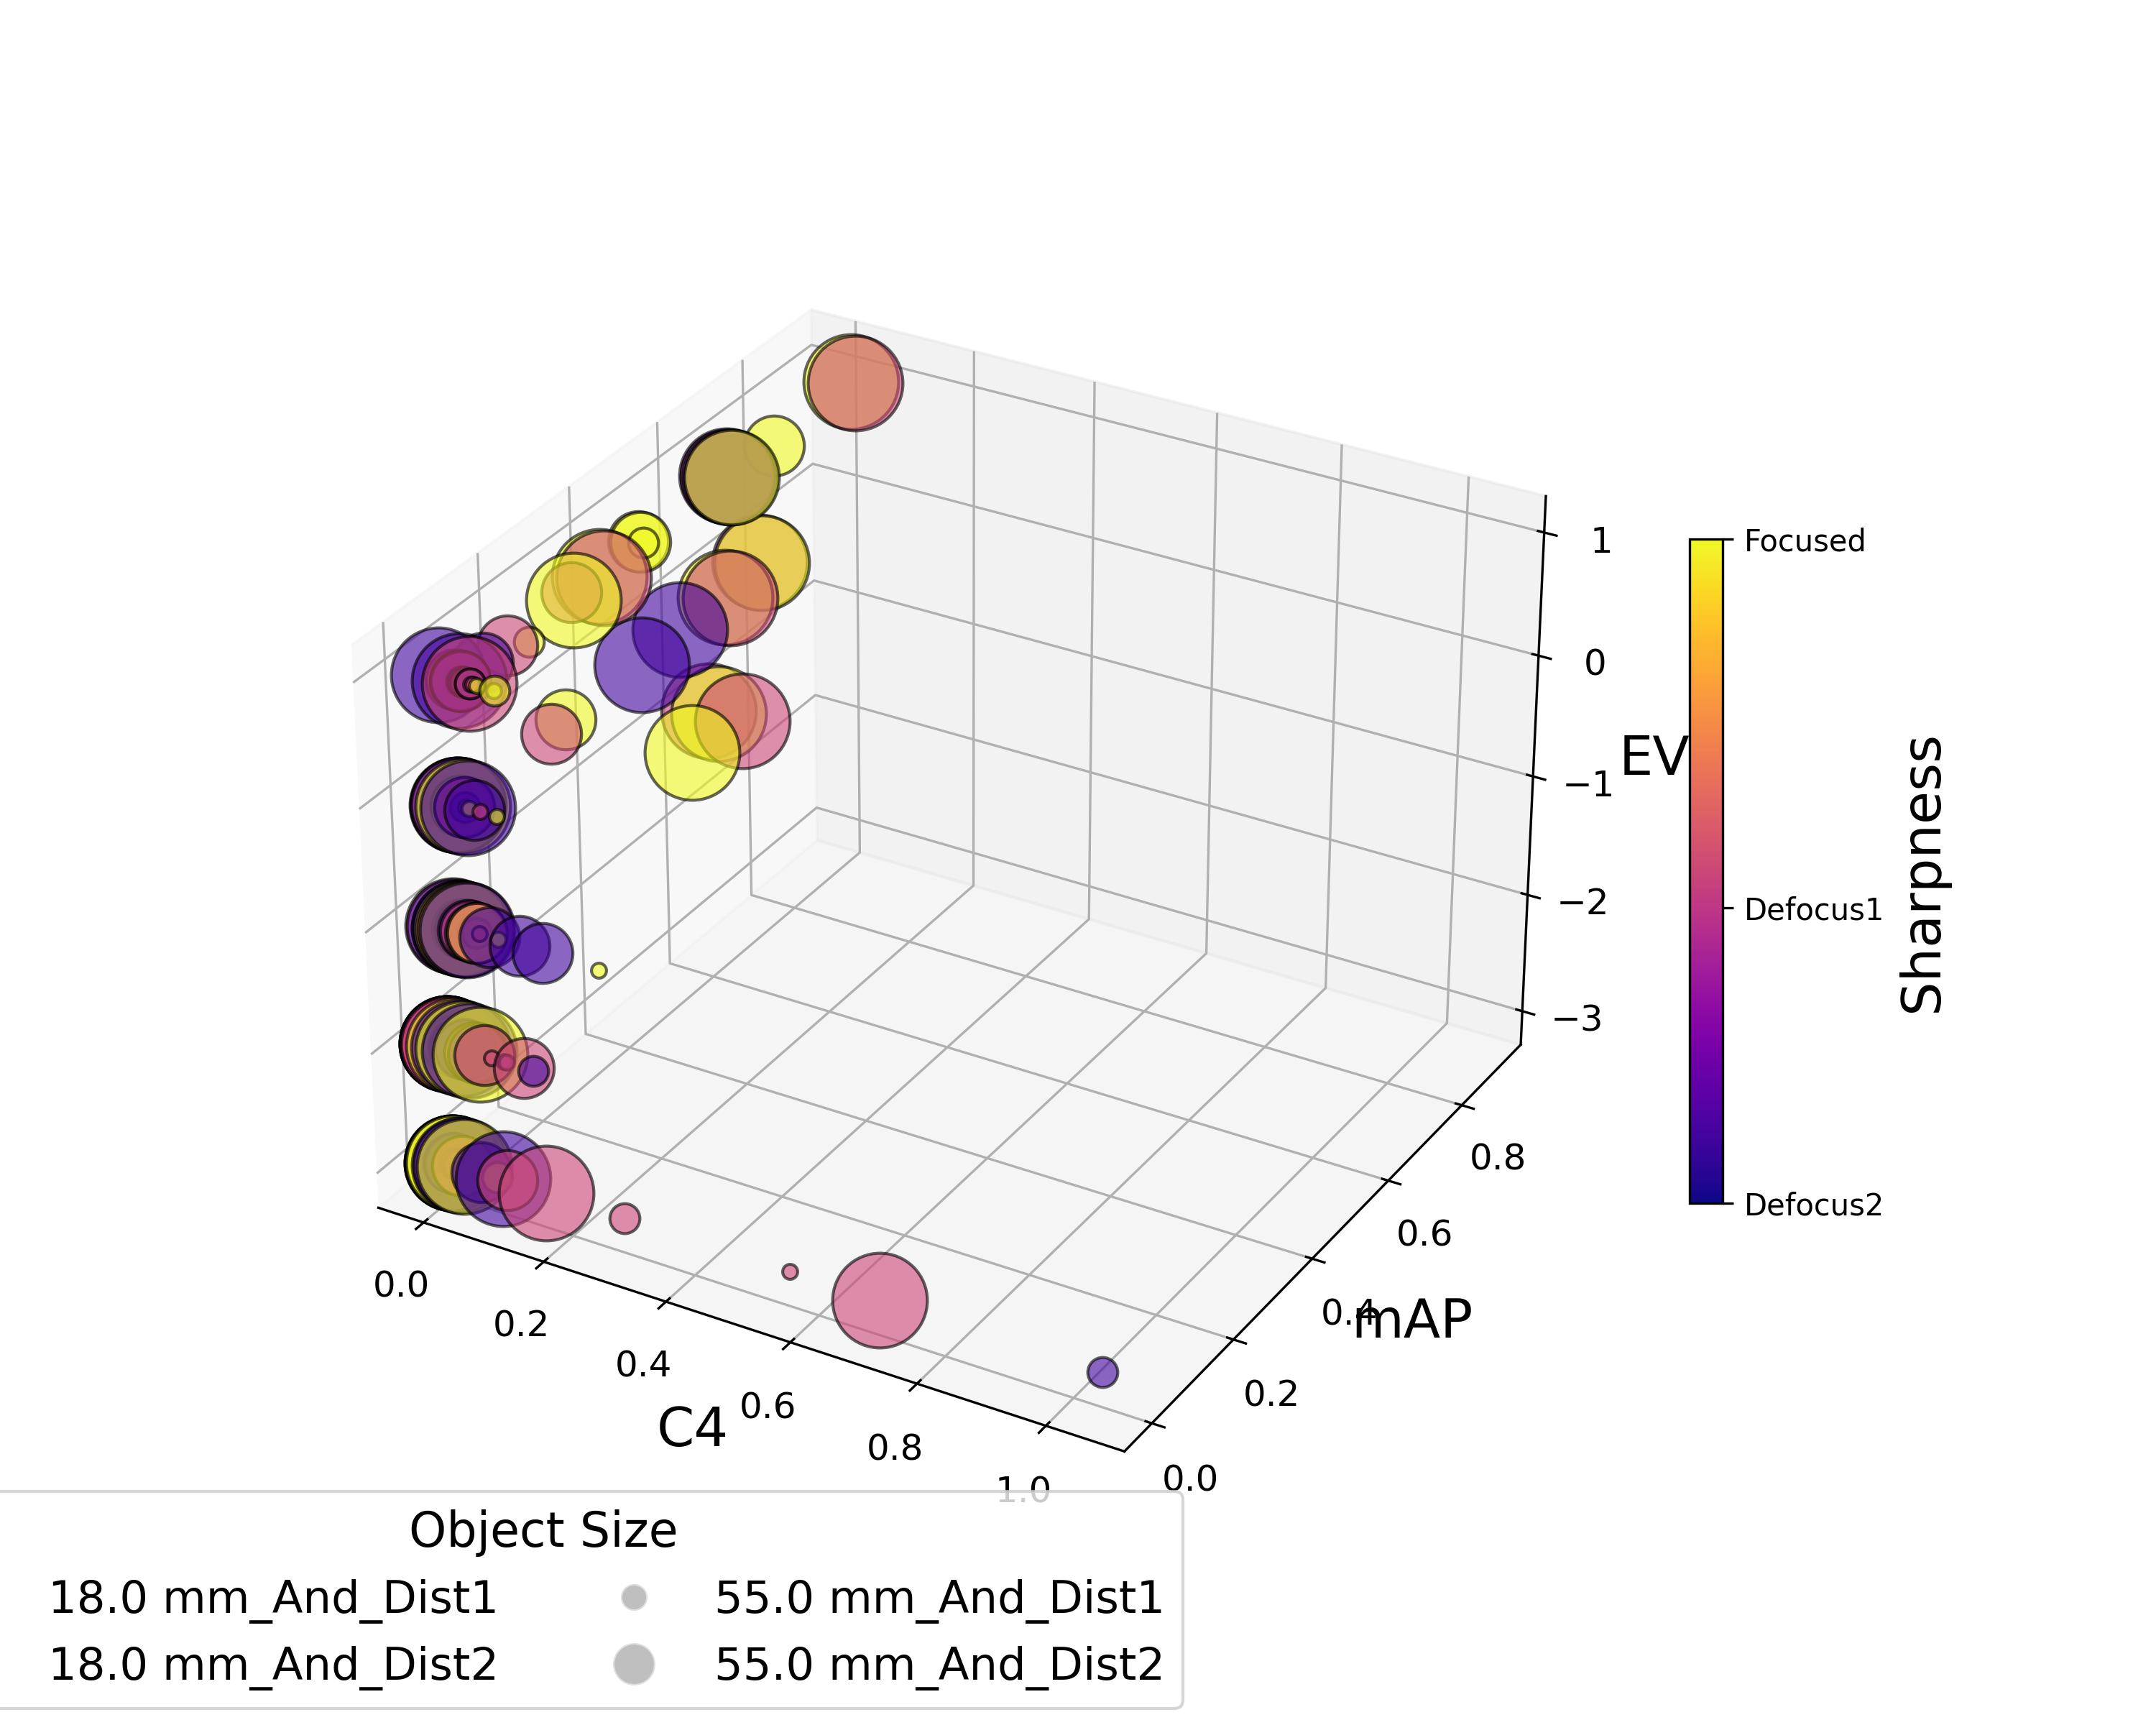 1
0
−1
−2
−3
EV
Focused
Defocus1
Defocus2
Sharpness
0.8
0.6
0.4
0.2
0.0
mAP
0.0
0.2
0.4
0.6
0.8
1.0
C4
Object Size
18.0 mm_And_Dist1
55.0 mm_And_Dist1
18.0 mm_And_Dist2
55.0 mm_And_Dist2